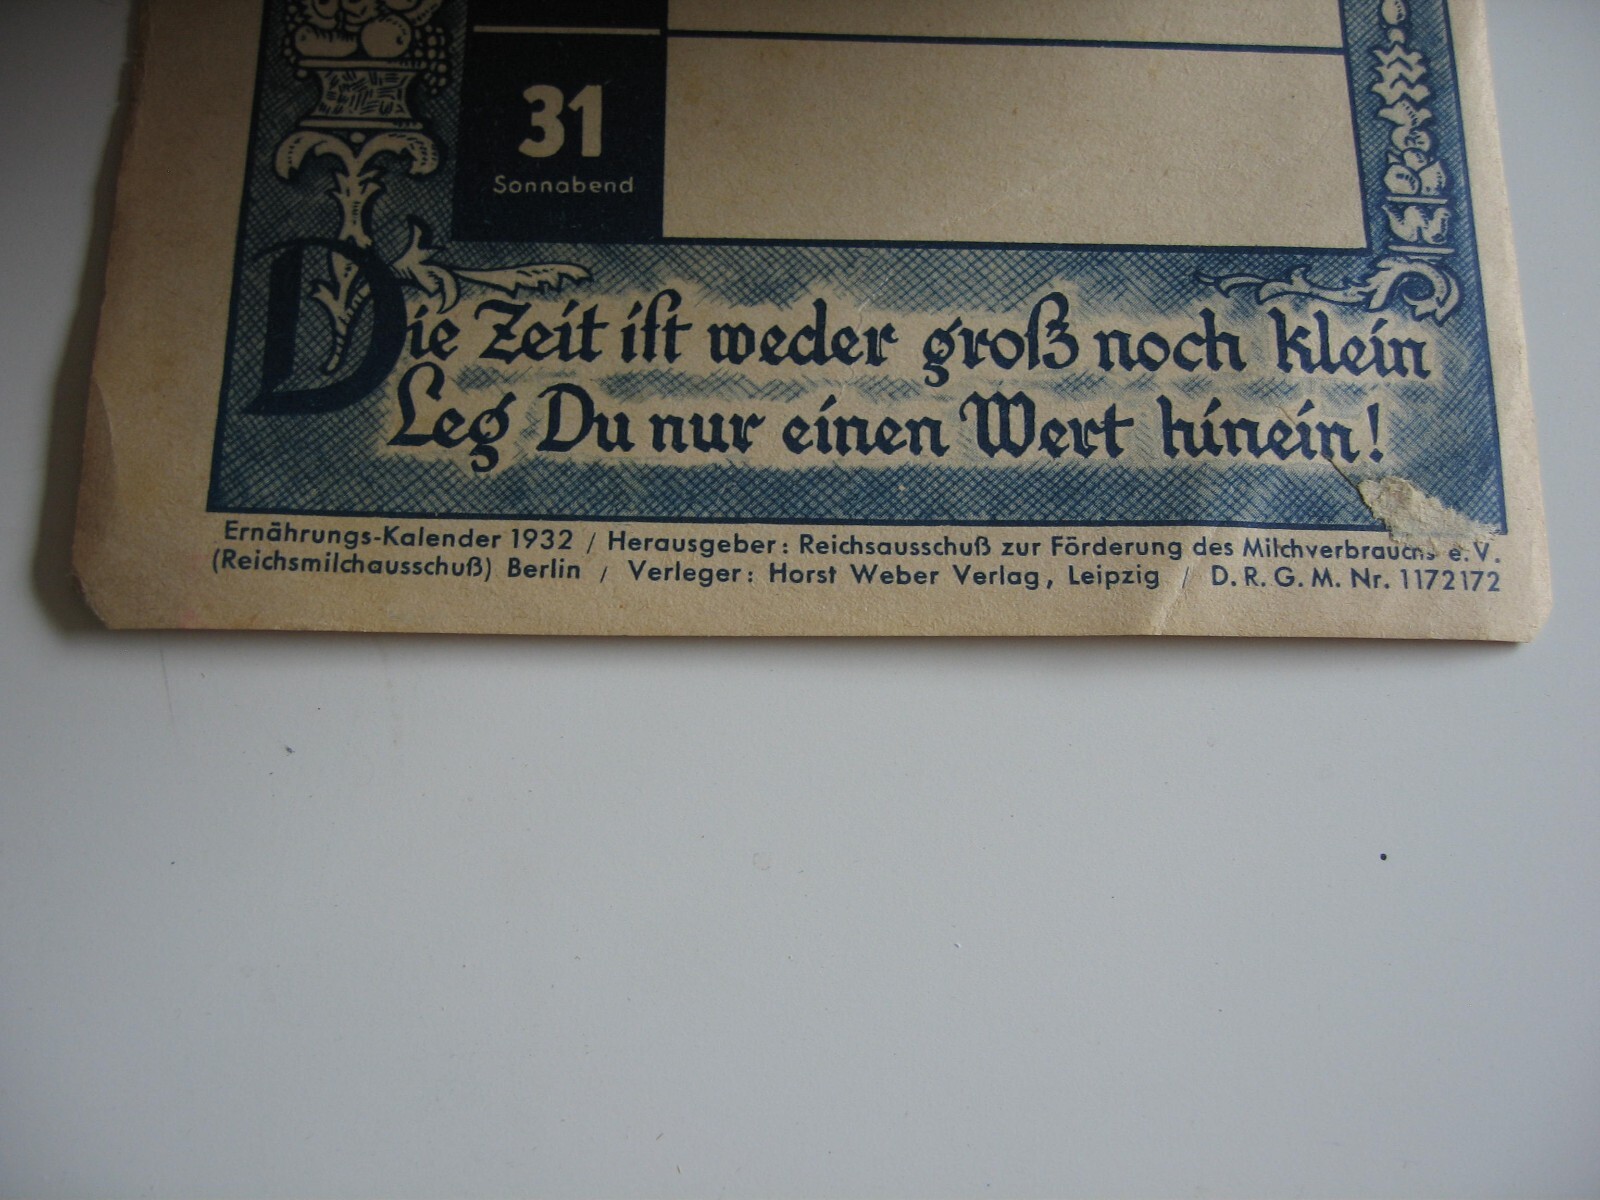 31
Sonnabend
Die Zeit iſt weder groß noch klein
Leg Du nur einen Wert hinein!
Ernährungs-Kalender 1932 / Herausgeber: Reichsausschuß zur Förderung des Milchverbrauchs e. V.
(Reichsmilchausschuß) Berlin / Verleger: Horst Weber Verlag, Leipzig / D. R. G. M. Nr. 1172172